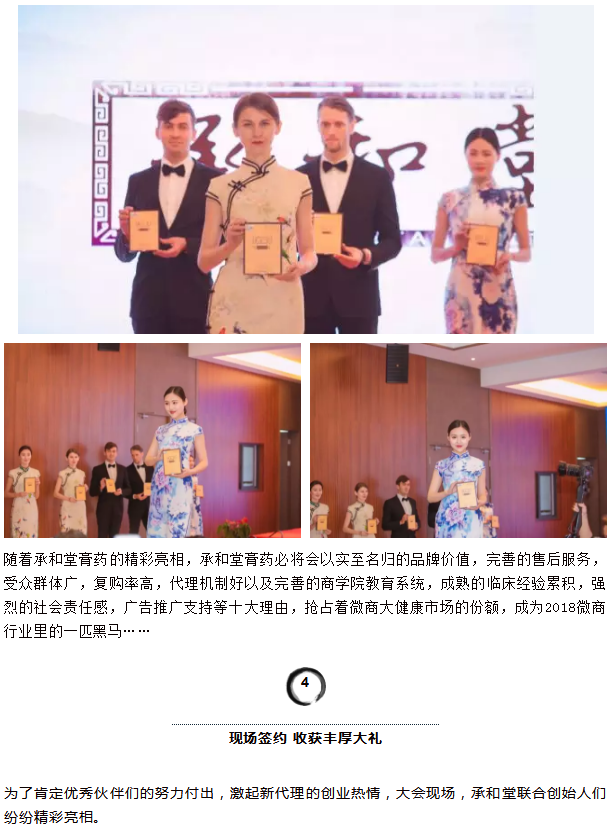 承和堂
随着承和堂膏药的精彩亮相，承和堂膏药必将会以实至名归的品牌价值，完善的售后服务，
受众群体广，复购率高，代理机制好以及完善的商学院教育系统，成熟的临床经验累积，强
烈的社会责任感，广告推广支持等十大理由，抢占着微商大健康市场的份额，成为2018微商
行业里的一匹黑马……
4
现场签约 收获丰厚大礼
为了肯定优秀伙伴们的努力付出，激起新代理的创业热情，大会现场，承和堂联合创始人们
纷纷精彩亮相。